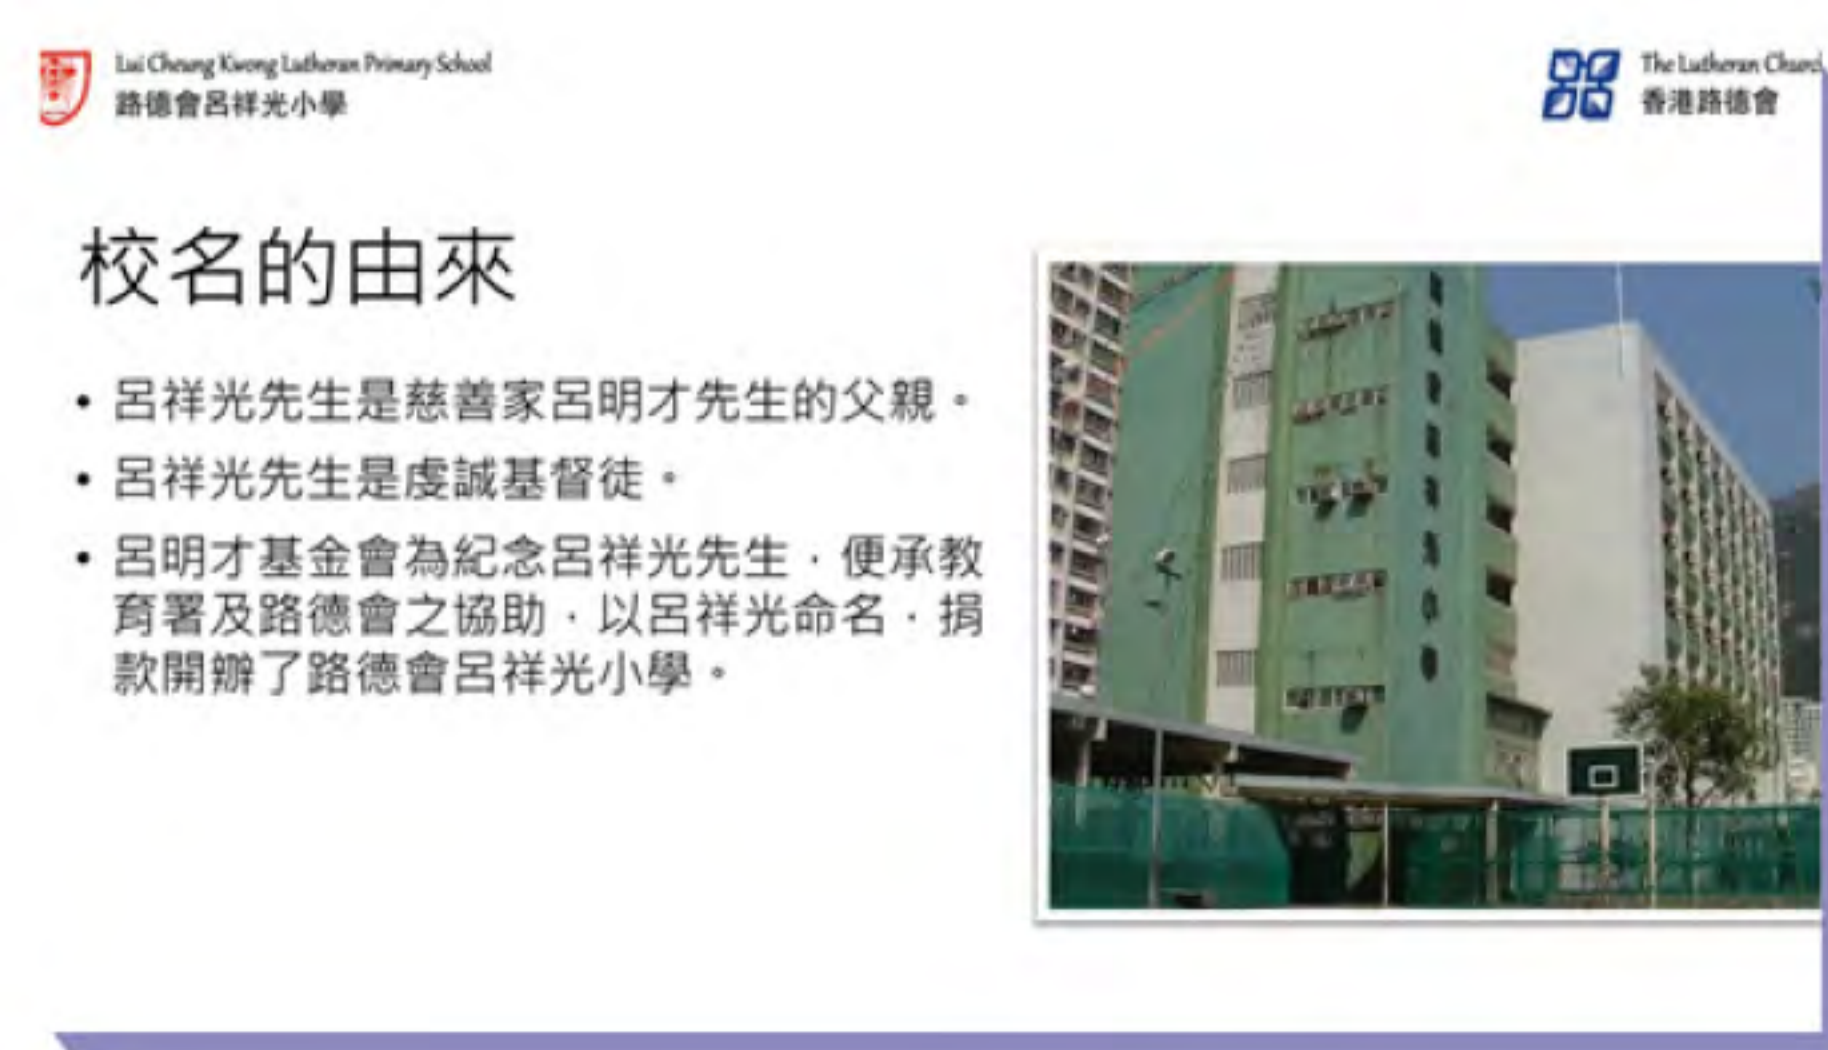 Lui Cheung Kwong Lutheran Primary School
路德會呂祥光小學
The Lutheran Church
香港路德會
校名的由來
• 呂祥光先生是慈善家呂明才先生的父親。
• 呂祥光先生是虔誠基督徒。
• 呂明才基金會為紀念呂祥光先生，便承教
育署及路德會之協助，以呂祥光命名，捐
款開辦了路德會呂祥光小學。